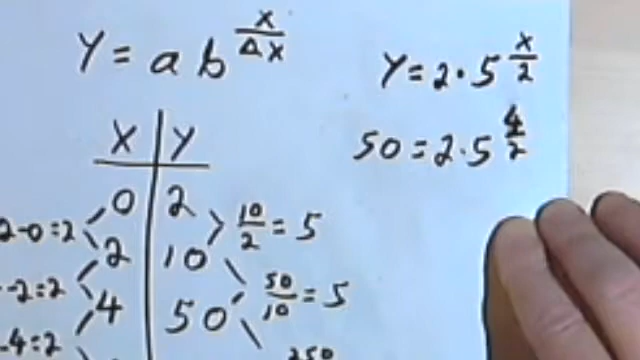 Y = a b^(x/Δx)
Y = 2·5^(x/2)
50 = 2·5^(4/2)
X Y
0 2
2-0=2 10/2 = 5
2 10
-2=2 50/10 = 5
4 50
-4=2 250